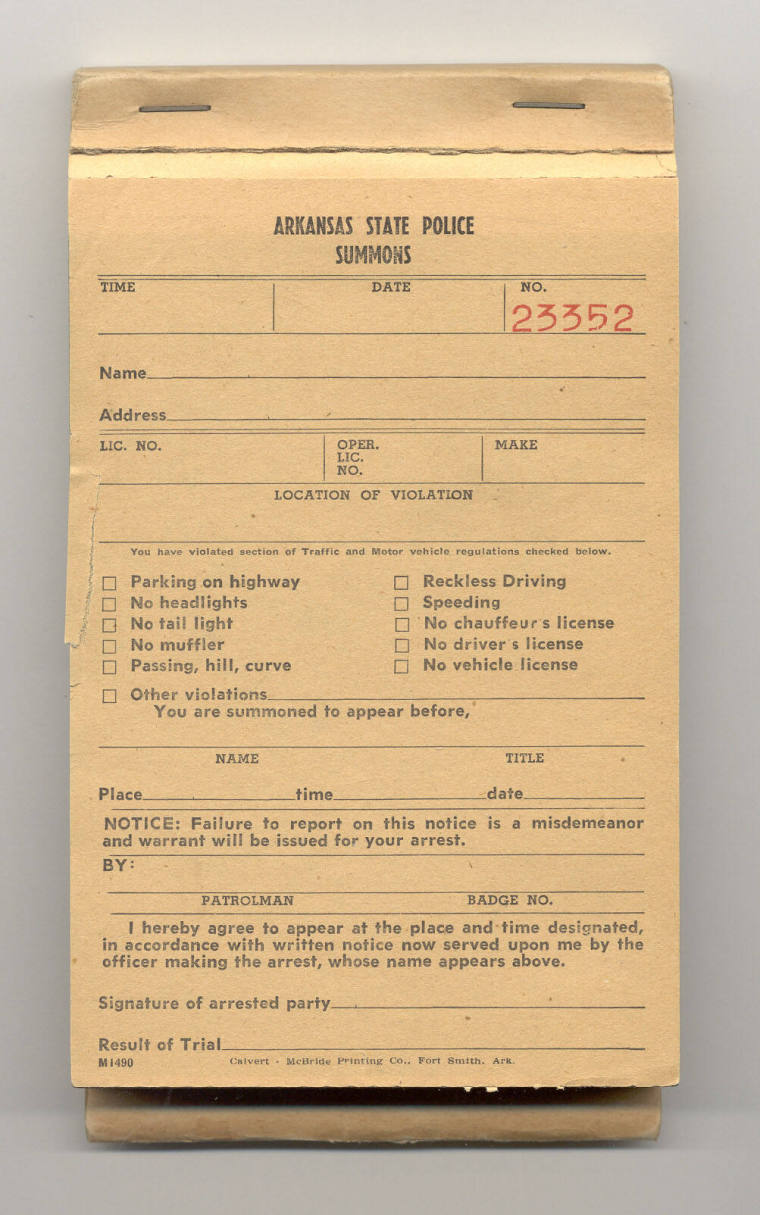 ARKANSAS STATE POLICE
SUMMONS
TIME DATE NO.
23352
Name
Address
LIC. NO. OPER. LIC. NO. MAKE
LOCATION OF VIOLATION
You have violated section of Traffic and Motor vehicle regulations checked below.
Parking on highway Reckless Driving
No headlights Speeding
No tail light No chauffeur's license
No muffler No driver's license
Passing, hill, curve No vehicle license
Other violations
You are summoned to appear before,
NAME TITLE
Place time date
NOTICE: Failure to report on this notice is a misdemeanor
and warrant will be issued for your arrest.
BY:
PATROLMAN BADGE NO.
I hereby agree to appear at the place and time designated,
in accordance with written notice now served upon me by the
officer making the arrest, whose name appears above.
Signature of arrested party
Result of Trial
M1490 Calvert - McBride Printing Co., Fort Smith, Ark.